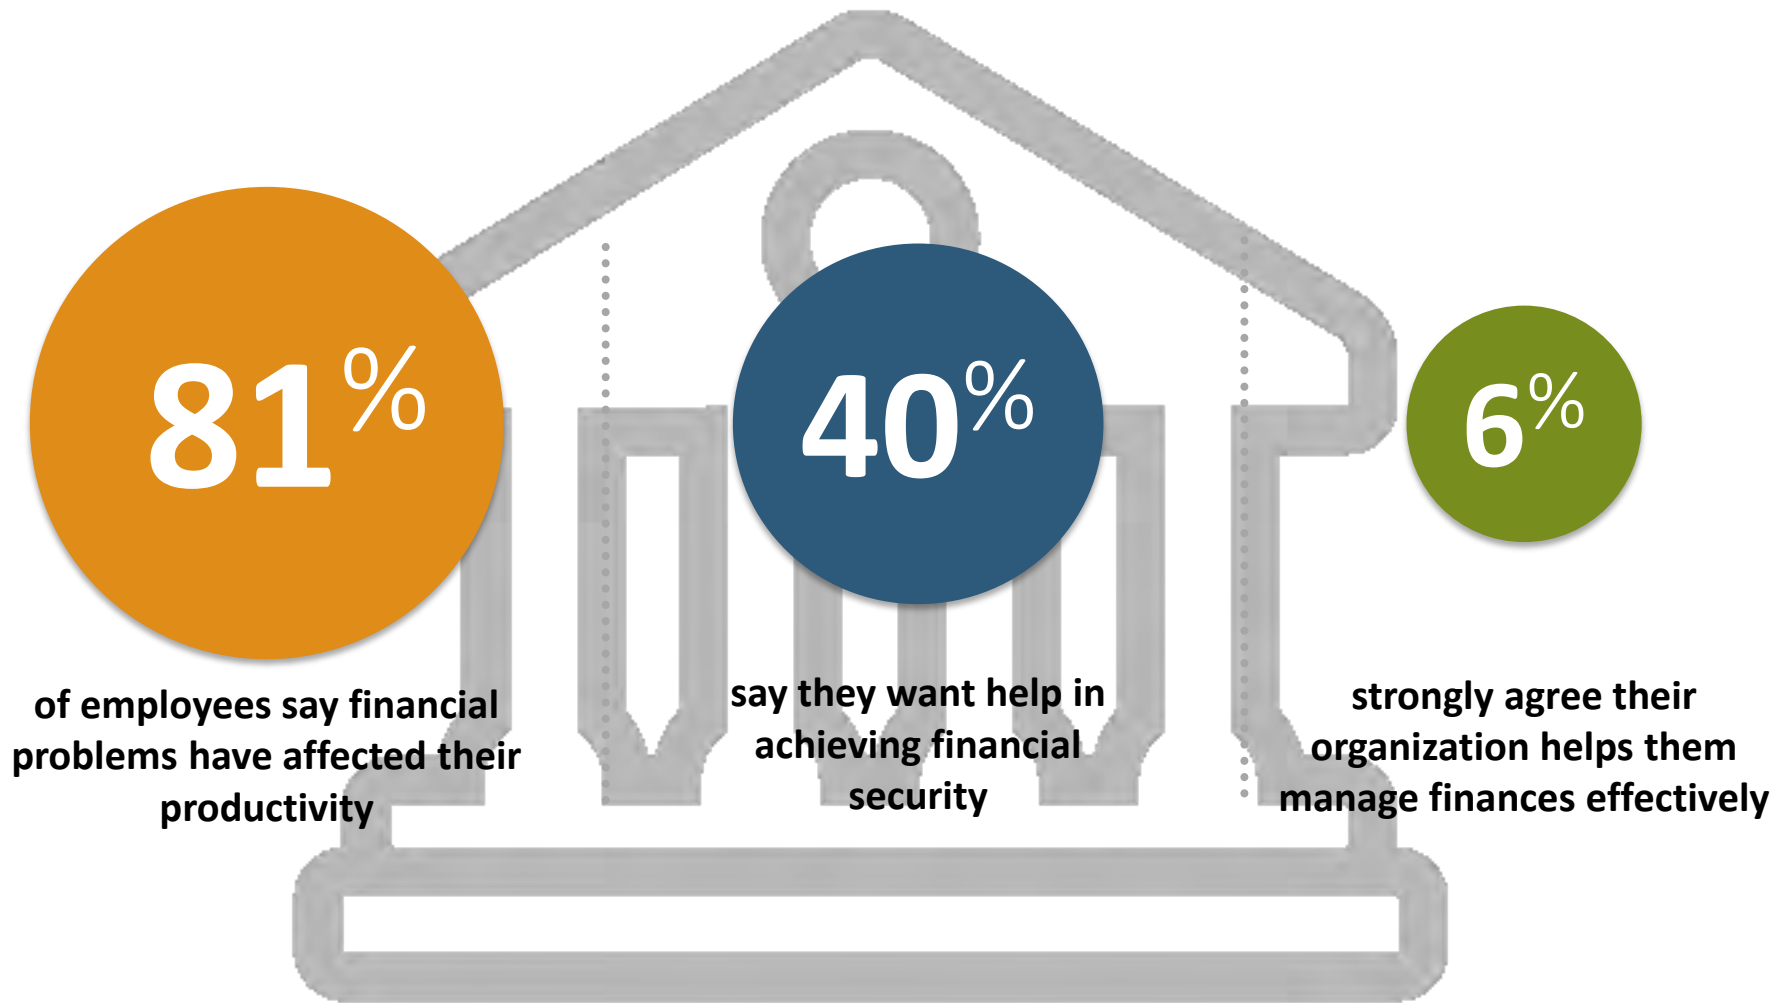 81%
of employees say financial
problems have affected their
productivity
40%
say they want help in
achieving financial
security
6%
strongly agree their
organization helps them
manage finances effectively